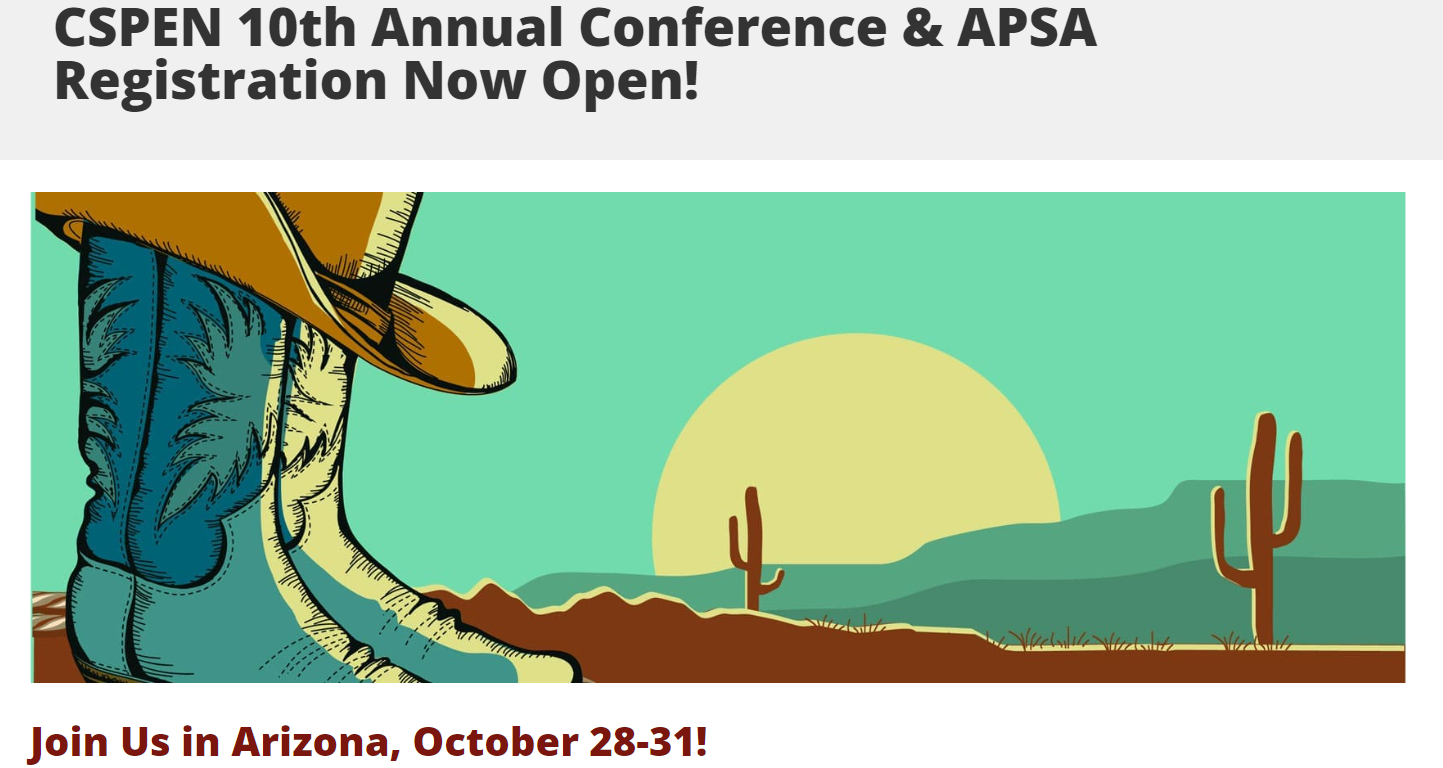 CSPEN 10th Annual Conference & APSA
Registration Now Open!
Join Us in Arizona, October 28-31!